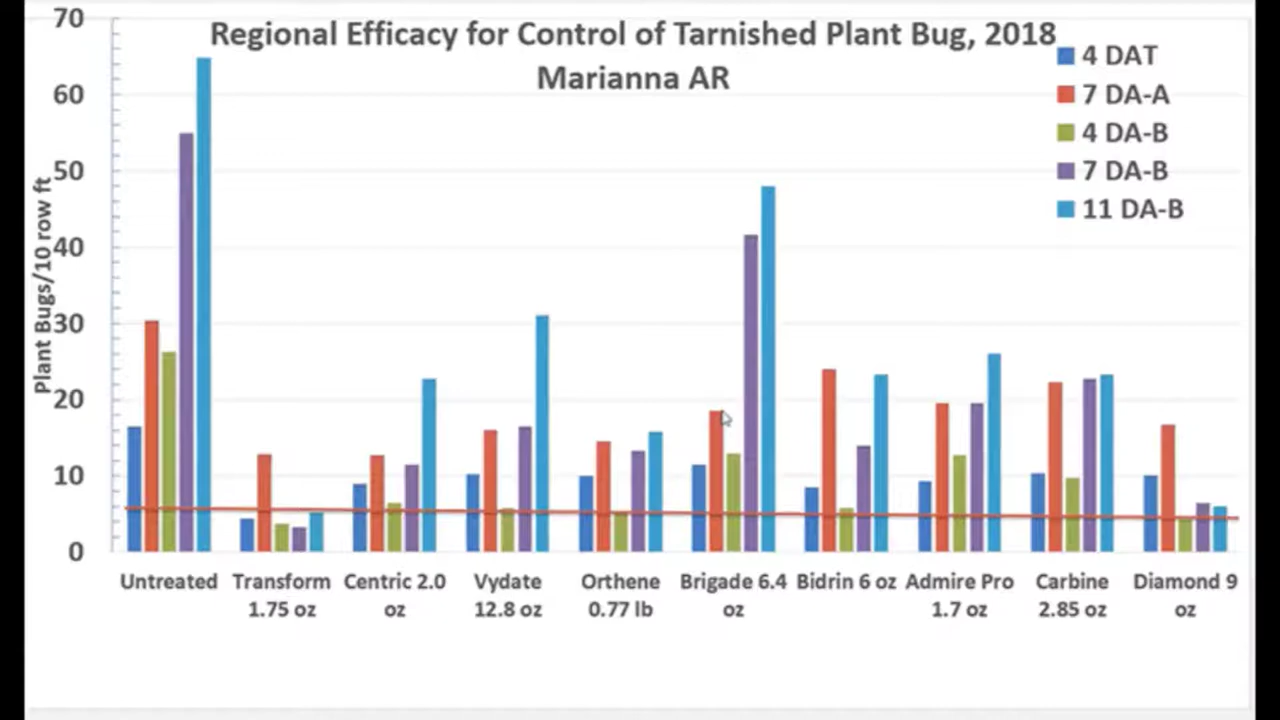 Regional Efficacy for Control of Tarnished Plant Bug, 2018
Marianna AR
4 DAT
7 DA-A
4 DA-B
7 DA-B
11 DA-B
Plant Bugs/10 row ft
70
60
50
40
30
20
10
0
Untreated
Transform 1.75 oz
Centric 2.0 oz
Vydate 12.8 oz
Orthene 0.77 lb
Brigade 6.4 oz
Bidrin 6 oz
Admire Pro 1.7 oz
Carbine 2.85 oz
Diamond 9 oz